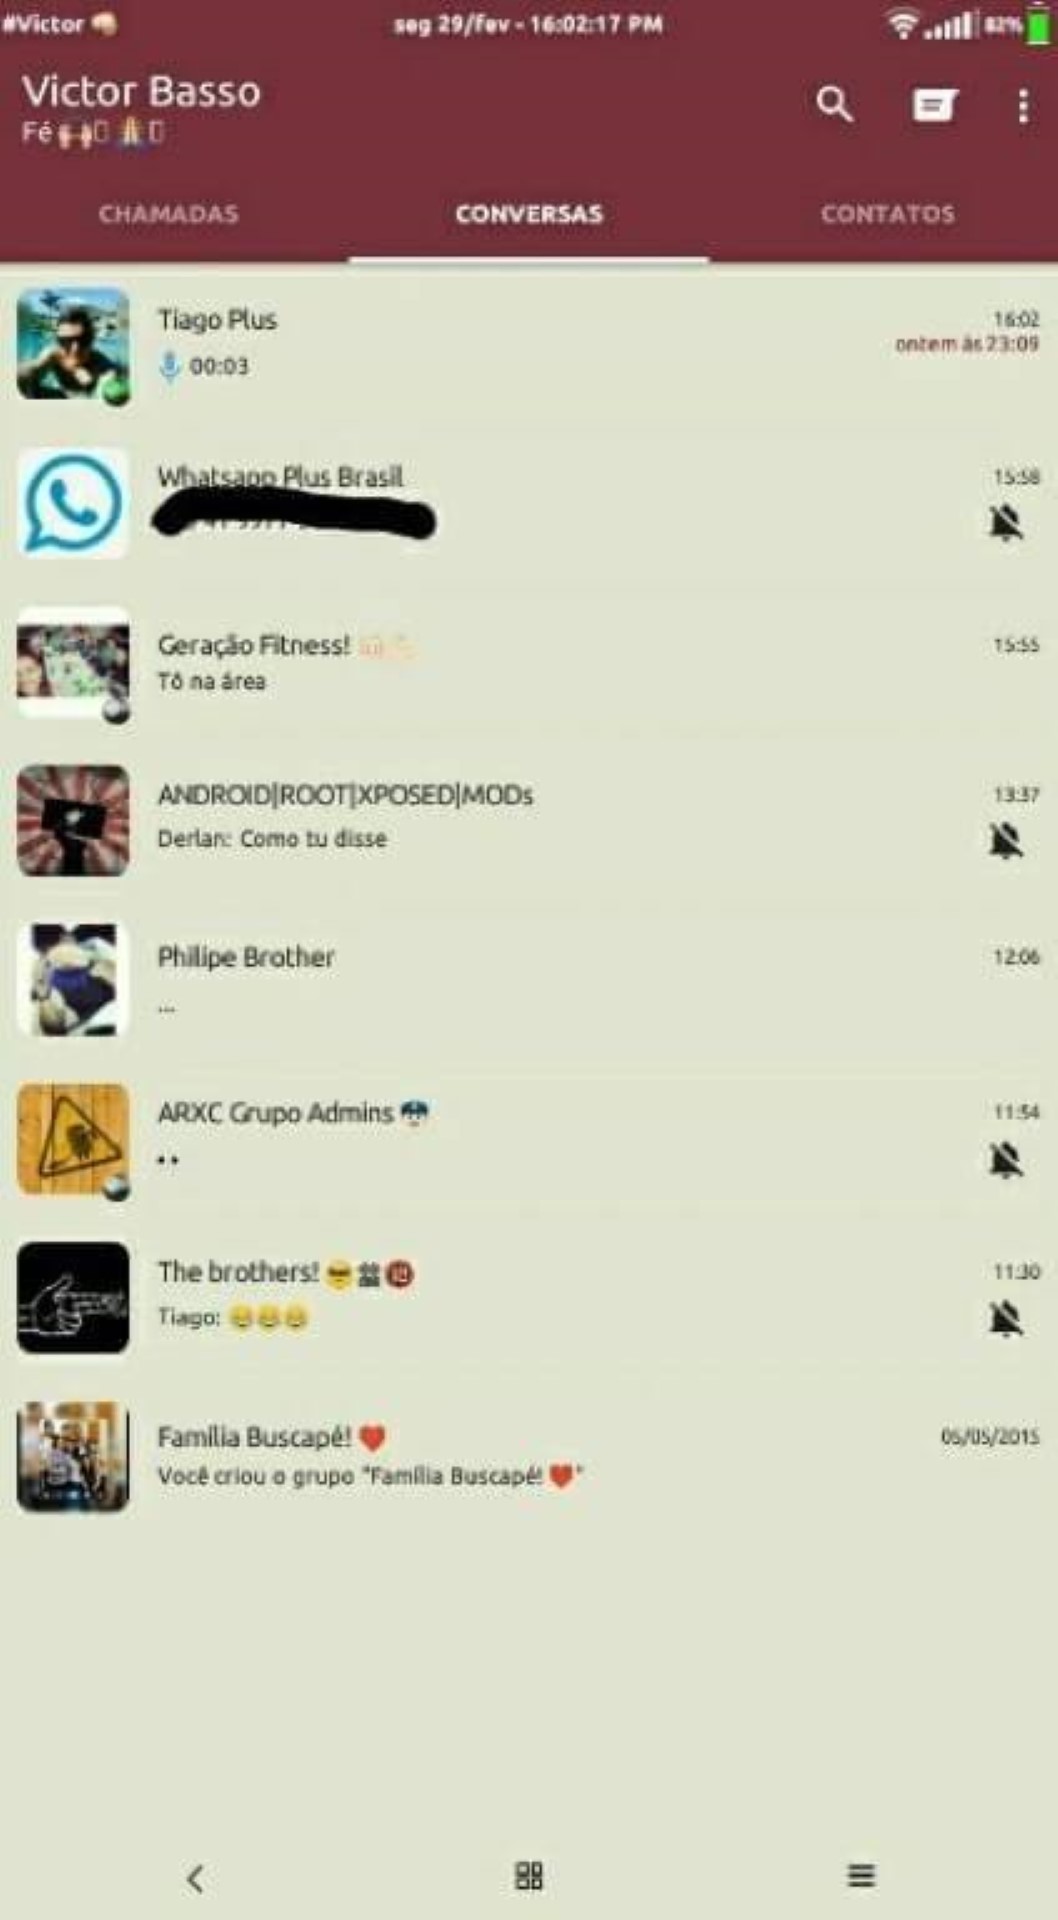 #Victor 👊🏼 seg 29/fev - 16:02:17 PM 82%
Victor Basso
Fé 🙌 🙏
CHAMADAS CONVERSAS CONTATOS
Tiago Plus 16:02
ontem às 23:09
00:03
Whatsapp Plus Brasil 15:58
Geração Fitness! 15:55
Tô na área
ANDROID|ROOT|XPOSED|MODs 13:37
Derlan: Como tu disse
Philipe Brother 12:06
...
ARXC Grupo Admins 11:54
..
The brothers! 😎 🔞 11:30
Tiago: 😂😂😂
Família Buscapé! ❤ 05/05/2015
Você criou o grupo "Família Buscapé! ❤"